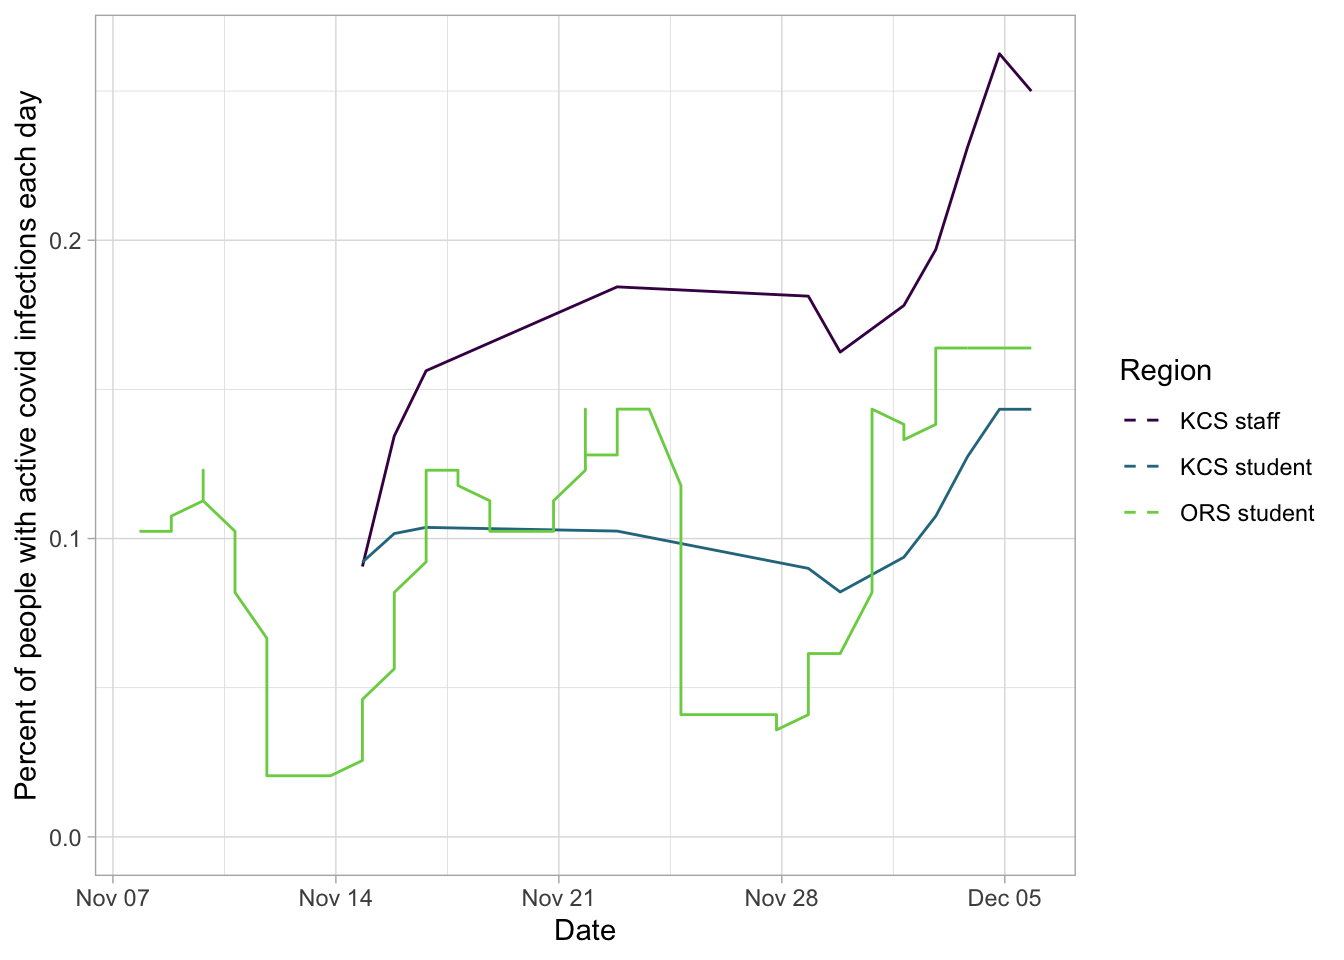 Percent of people with active covid infections each day
0.2
0.1
0.0
Nov 07
Nov 14
Nov 21
Nov 28
Dec 05
Date
Region
KCS staff
KCS student
ORS student